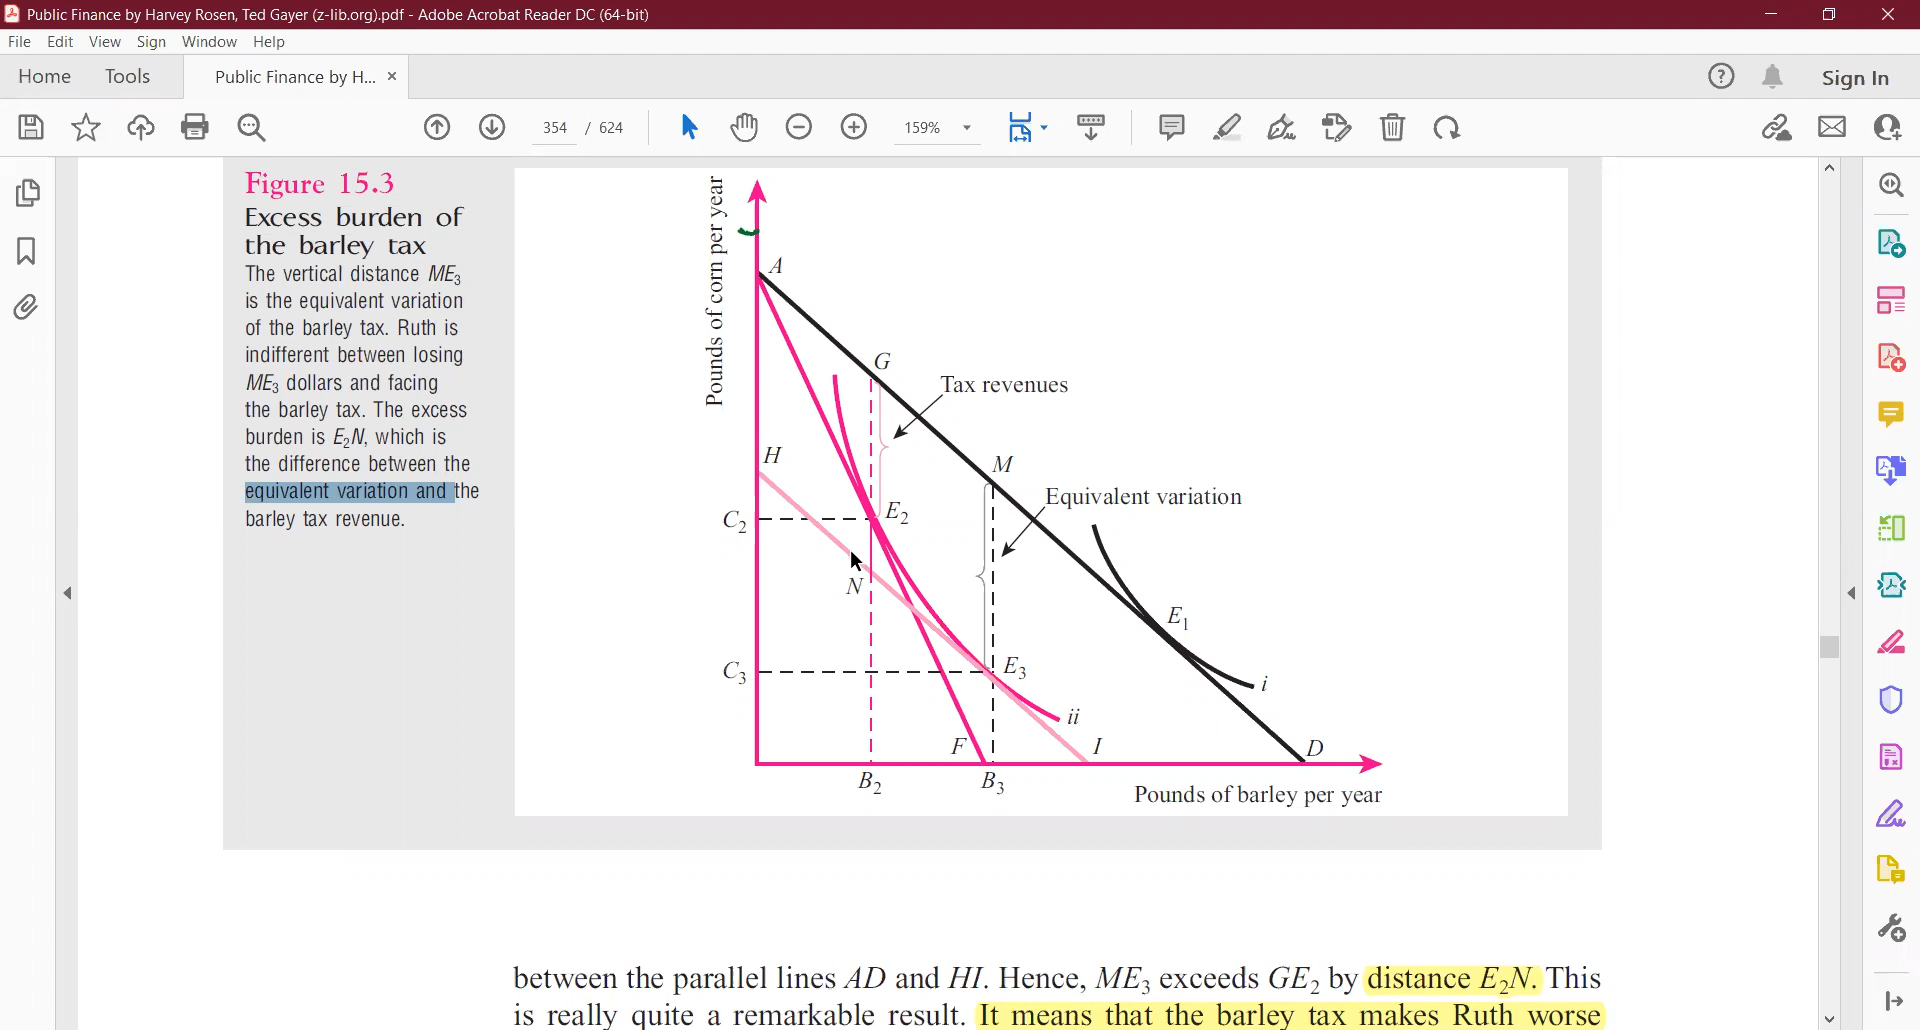 Public Finance by Harvey Rosen, Ted Gayer (z-lib.org).pdf - Adobe Acrobat Reader DC (64-bit)
File Edit View Sign Window Help
Home Tools Public Finance by H... × Sign In
354 / 624 159%
Figure 15.3
Excess burden of
the barley tax
The vertical distance ME₃
is the equivalent variation
of the barley tax. Ruth is
indifferent between losing
ME₃ dollars and facing
the barley tax. The excess
burden is E₂N, which is
the difference between the
equivalent variation and the
barley tax revenue.
Pounds of corn per year
A
G
Tax revenues
H
M
Equivalent variation
C₂
E₂
N
E₁
C₃
E₃
i
ii
F
I
D
B₂
B₃
Pounds of barley per year
between the parallel lines AD and HI. Hence, ME₃ exceeds GE₂ by distance E₂N. This
is really quite a remarkable result. It means that the barley tax makes Ruth worse